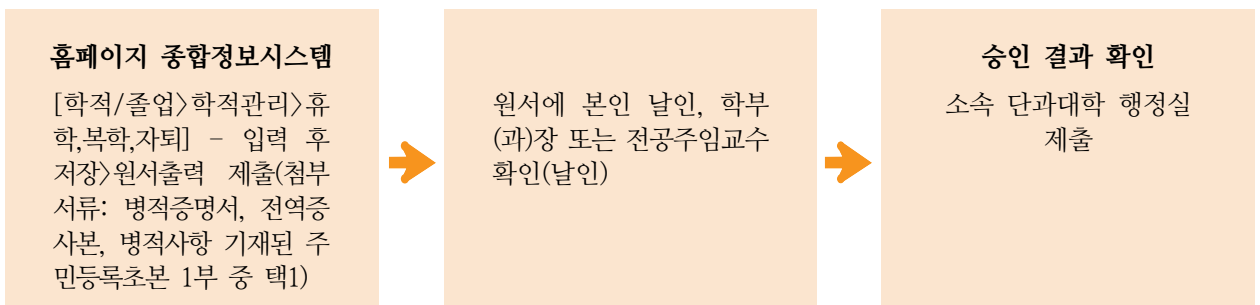 홈페이지 종합정보시스템
[학적/졸업>학적관리>휴
학,복학,자퇴] - 입력 후
저장>원서출력 제출(첨부
서류: 병적증명서, 전역증
사본, 병적사항 기재된 주
민등록초본 1부 중 택1)
원서에 본인 날인, 학부
(과)장 또는 전공주임교수
확인(날인)
승인 결과 확인
소속 단과대학 행정실
제출